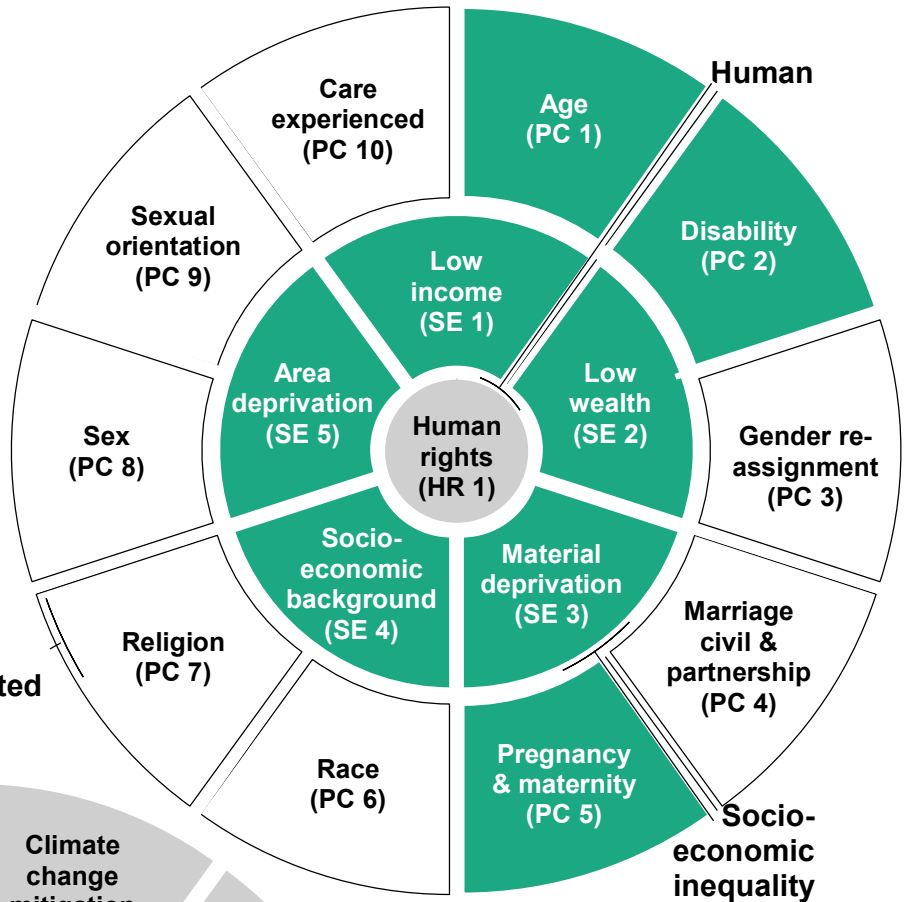 Human
Care
experienced
(PC 10)
Age
(PC 1)
Sexual
orientation
(PC 9)
Disability
(PC 2)
Low
income
(SE 1)
Area
deprivation
(SE 5)
Low
wealth
(SE 2)
Sex
(PC 8)
Human
rights
(HR 1)
Gender re-
assignment
(PC 3)
Socio-
economic
background
(SE 4)
Material
deprivation
(SE 3)
Religion
(PC 7)
Marriage
civil &
partnership
(PC 4)
ted
Race
(PC 6)
Pregnancy
& maternity
(PC 5)
Socio-
economic
inequality
Climate
change
mitigation